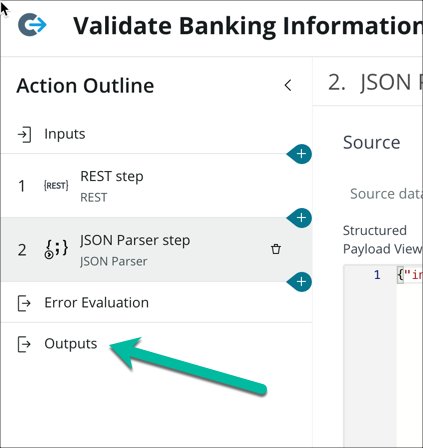 Validate Banking Information
Action Outline
Inputs
1 {REST} REST step
REST
2 JSON Parser step
JSON Parser
Error Evaluation
Outputs
2. JSON
Source
Source data
Structured
Payload View
1 {"in